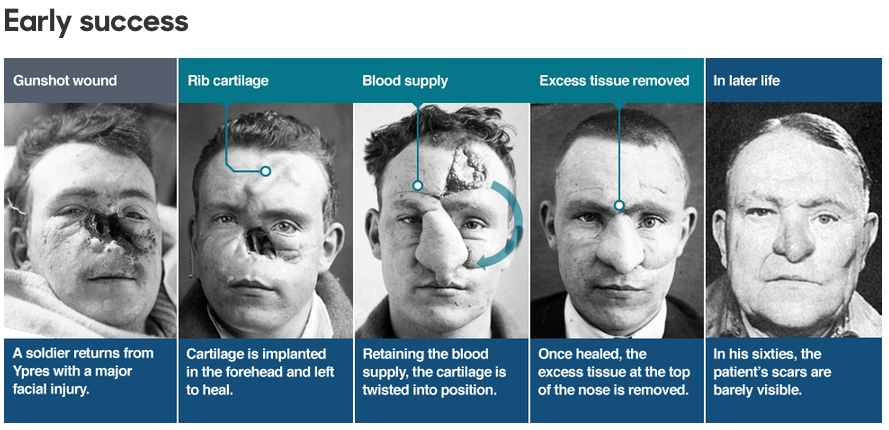 Early success
Gunshot wound
Rib cartilage
Blood supply
Excess tissue removed
In later life
A soldier returns from
Ypres with a major
facial injury.
Cartilage is implanted
in the forehead and left
to heal.
Retaining the blood
supply, the cartilage is
twisted into position.
Once healed, the
excess tissue at the top
of the nose is removed.
In his sixties, the
patient's scars are
barely visible.